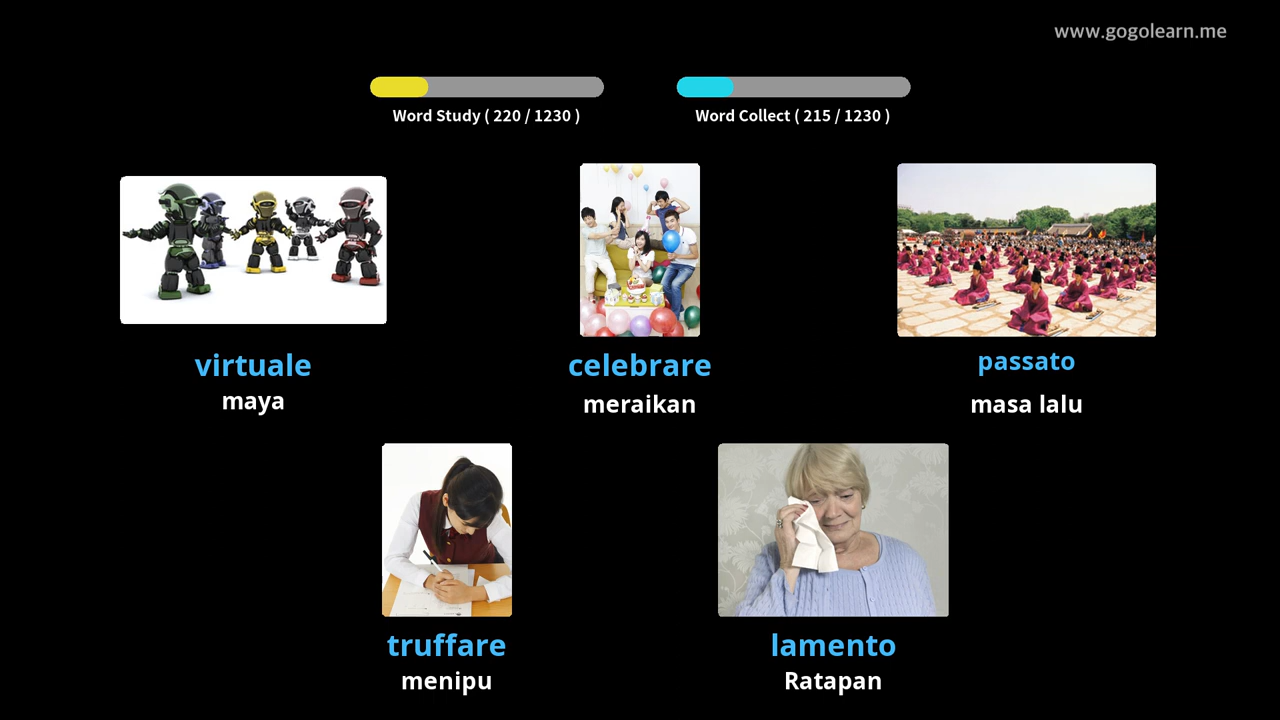 www.gogolearn.me
Word Study ( 220 / 1230 )
Word Collect ( 215 / 1230 )
virtuale
maya
celebrare
meraikan
passato
masa lalu
truffare
menipu
lamento
Ratapan